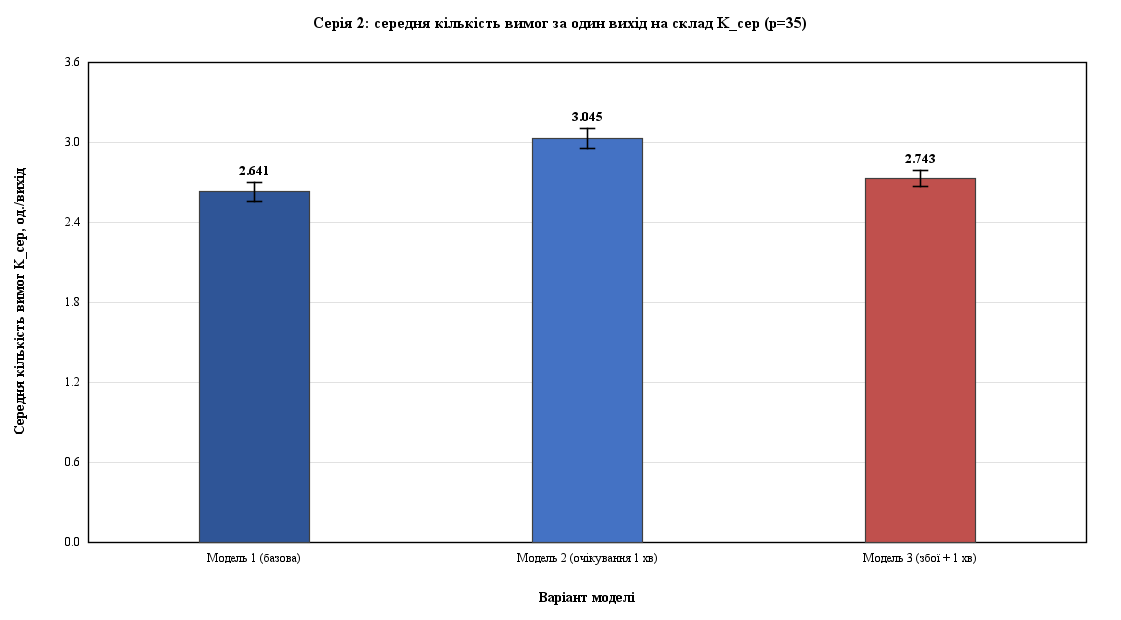 Серія 2: середня кількість вимог за один вихід на склад K_сер (p=35)
Середня кількість вимог K_сер, од./вихід
3.6
3.0
2.4
1.8
1.2
0.6
0.0
2.641
3.045
2.743
Модель 1 (базова)
Модель 2 (очікування 1 хв)
Модель 3 (збої + 1 хв)
Варіант моделі